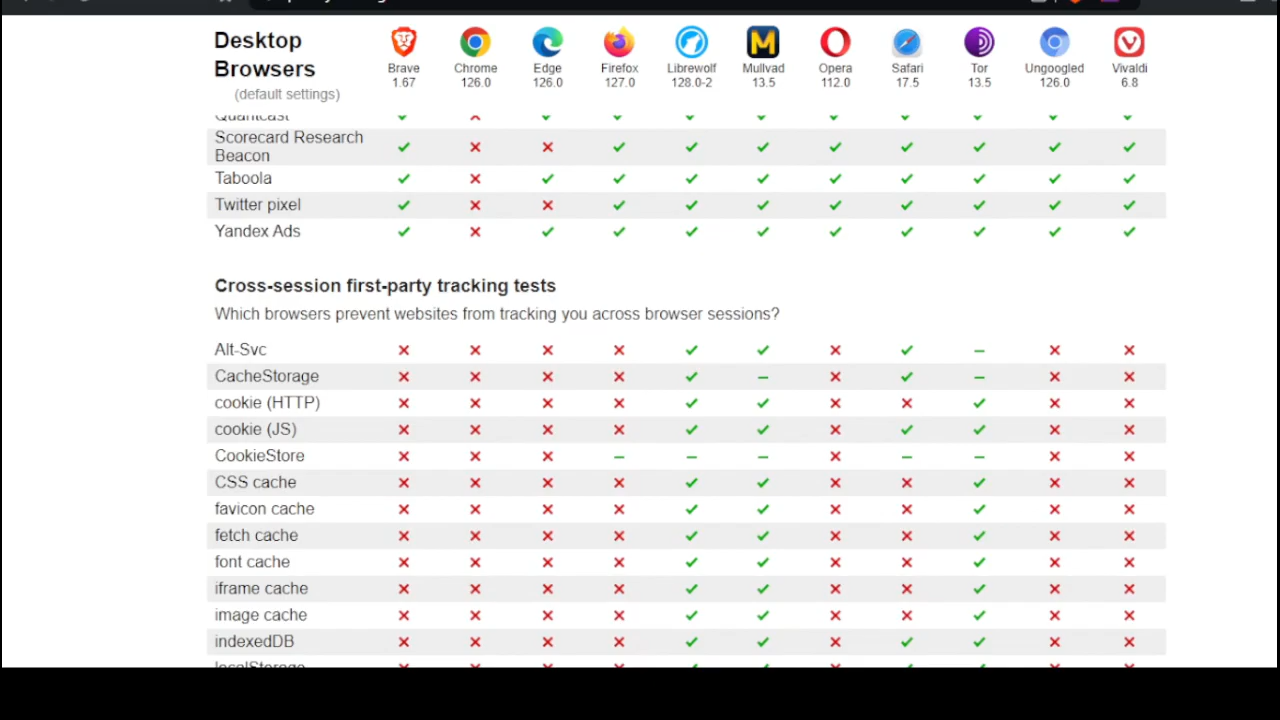 Desktop
Browsers
(default settings)
Brave Chrome Edge Firefox Librewolf Mullvad Opera Safari Tor Ungoogled Vivaldi
1.67 126.0 126.0 127.0 128.0-2 13.5 112.0 17.5 13.5 126.0 6.8
Quantcast
Scorecard Research
Beacon
Taboola
Twitter pixel
Yandex Ads
Cross-session first-party tracking tests
Which browsers prevent websites from tracking you across browser sessions?
Alt-Svc
CacheStorage
cookie (HTTP)
cookie (JS)
CookieStore
CSS cache
favicon cache
fetch cache
font cache
iframe cache
image cache
indexedDB
localStorage